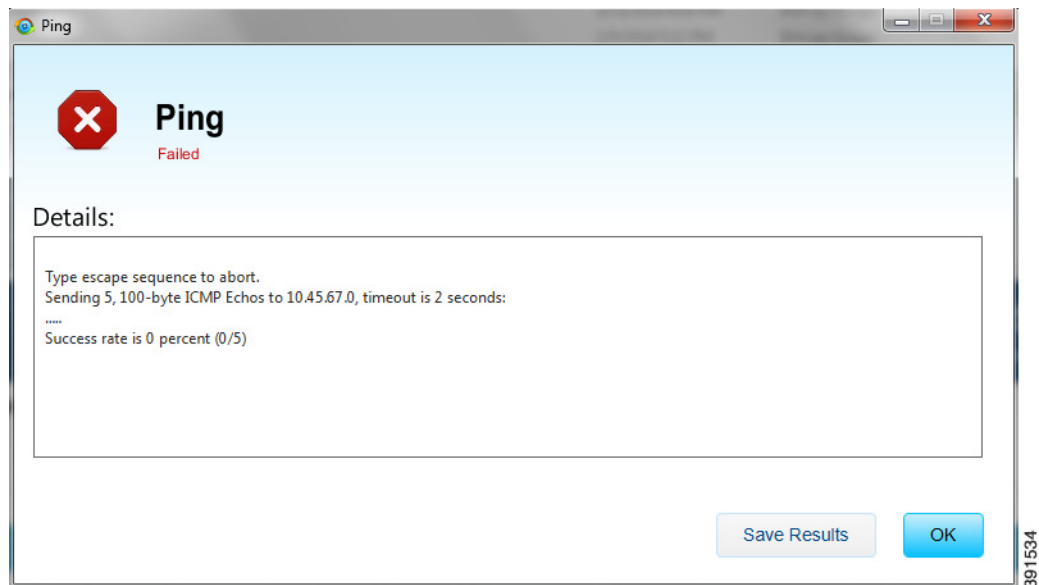 Ping
Ping
Failed
Details:
Type escape sequence to abort.
Sending 5, 100-byte ICMP Echos to 10.45.67.0, timeout is 2 seconds:
.....
Success rate is 0 percent (0/5)
Save Results
OK
391534